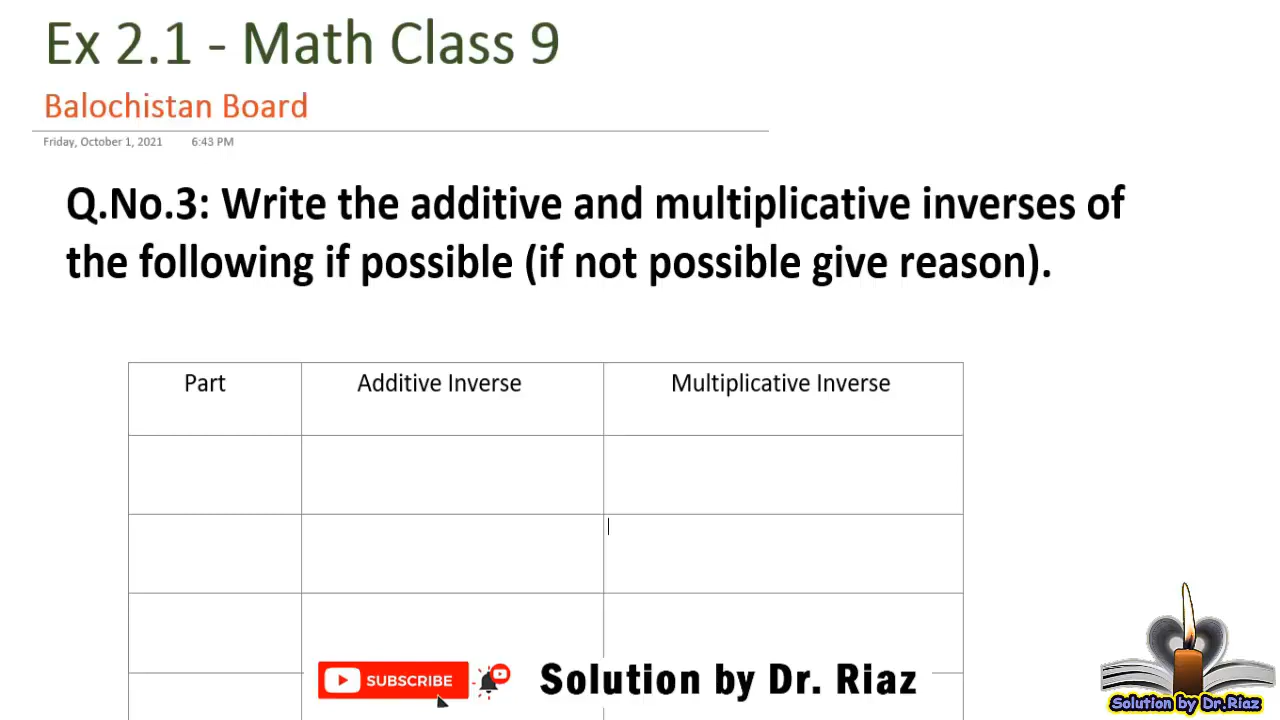 Ex 2.1 - Math Class 9
Balochistan Board
Friday, October 1, 2021 6:43 PM
Q.No.3: Write the additive and multiplicative inverses of
the following if possible (if not possible give reason).
Part Additive Inverse Multiplicative Inverse
SUBSCRIBE Solution by Dr. Riaz
Solution by Dr.Riaz